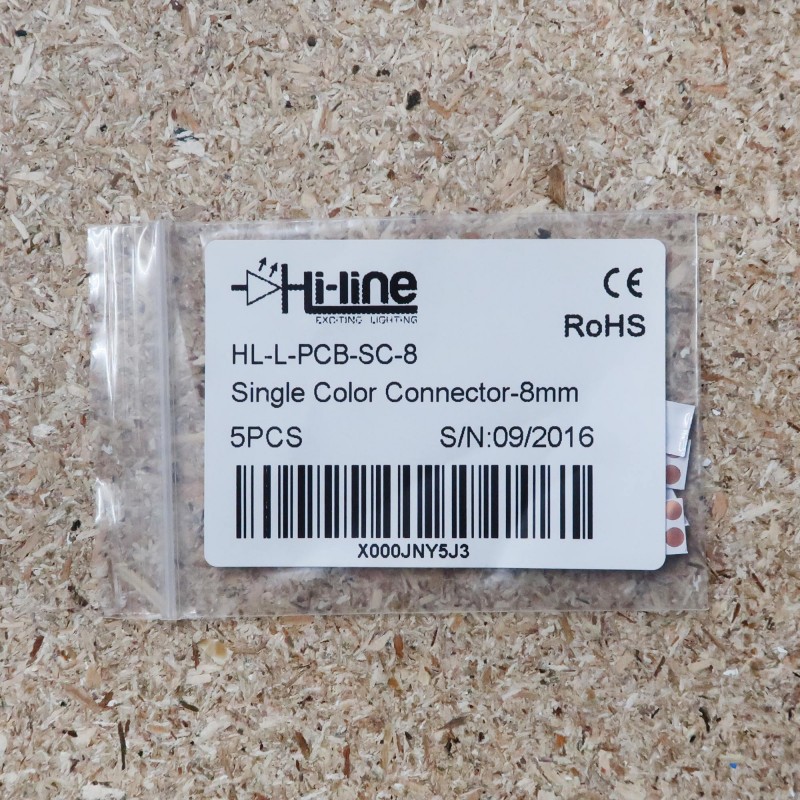 Hi-line
EXCITING LIGHTING
CE
RoHS
HL-L-PCB-SC-8
Single Color Connector-8mm
5PCS S/N:09/2016
X000JNY5J3